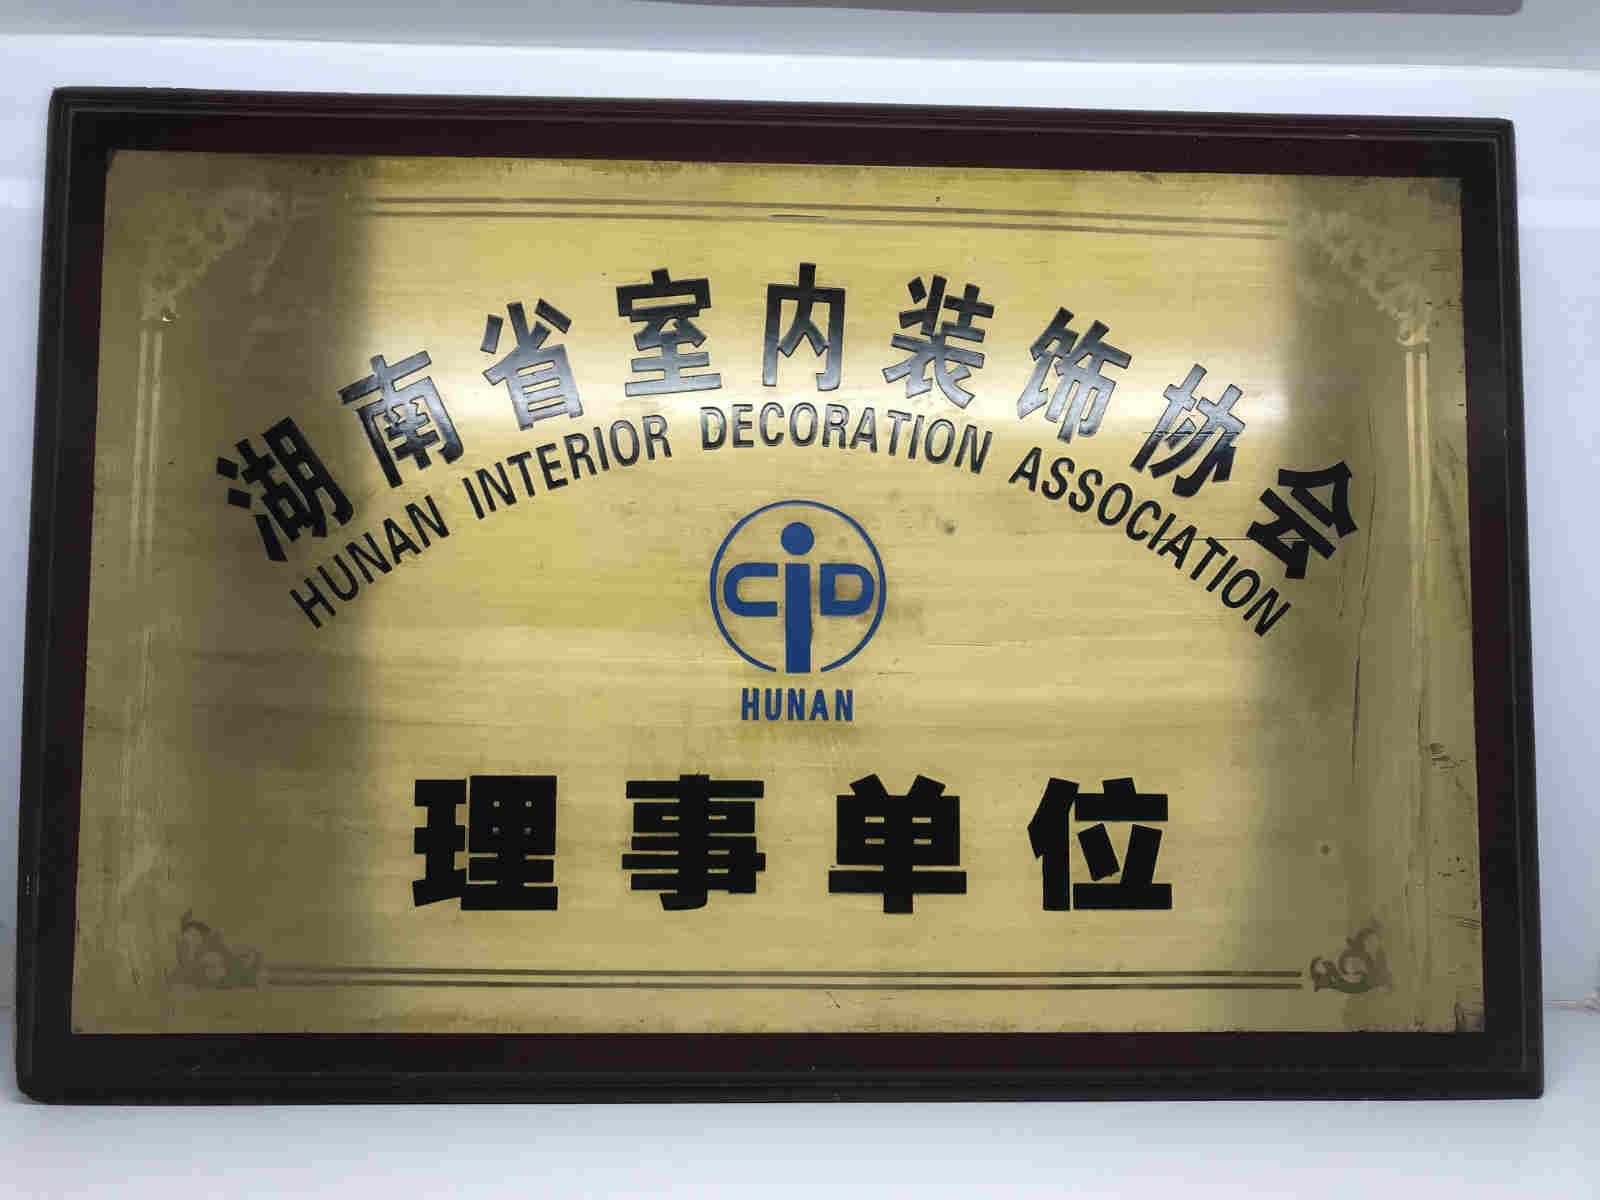 湖南省室内装饰协会
HUNAN INTERIOR DECORATION ASSOCIATION
CID
HUNAN
理事单位